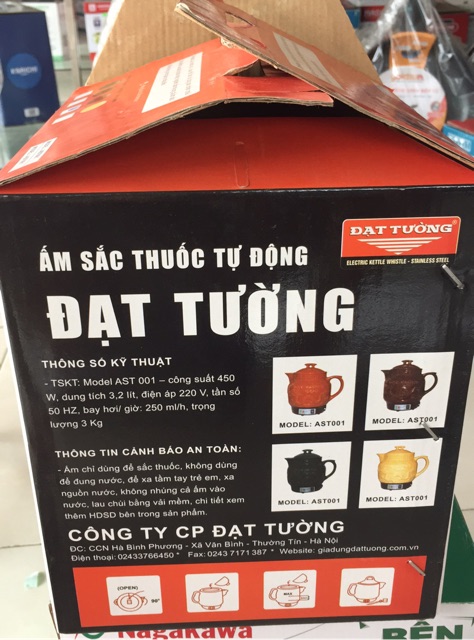 ĐẠT TƯỜNG®
ELECTRIC KETTLE WHISTLE - STAINLESS STEEL
ẤM SẮC THUỐC TỰ ĐỘNG
ĐẠT TƯỜNG
THÔNG SỐ KỸ THUẬT
- TSKT: Model AST 001 – công suất 450
W, dung tích 3,2 lít, điện áp 220 V, tần số
50 HZ, bay hơi/ giờ: 250 ml/h, trọng
lượng 3 Kg
MODEL: AST001
MODEL: AST001
THÔNG TIN CẢNH BÁO AN TOÀN:
- Ấm chỉ dùng để sắc thuốc, không dùng
để đung nước, để xa tầm tay trẻ em, xa
nguồn nước, không nhúng cả ấm vào
nước, lau chùi bằng vải mềm, chi tiết xem
thêm HDSD bên trong sản phẩm.
MODEL: AST001
MODEL: AST001
CÔNG TY CP ĐẠT TƯỜNG
ĐC: CCN Hà Bình Phương - Xã Văn Bình - Thường Tín - Hà Nội
Điện thoại: 02433766450 * Fax: 0243 7171 387 * Website: giadungdattuong.com.vn
(OPEN)
90°
MAX
Nagakawa
BÊN